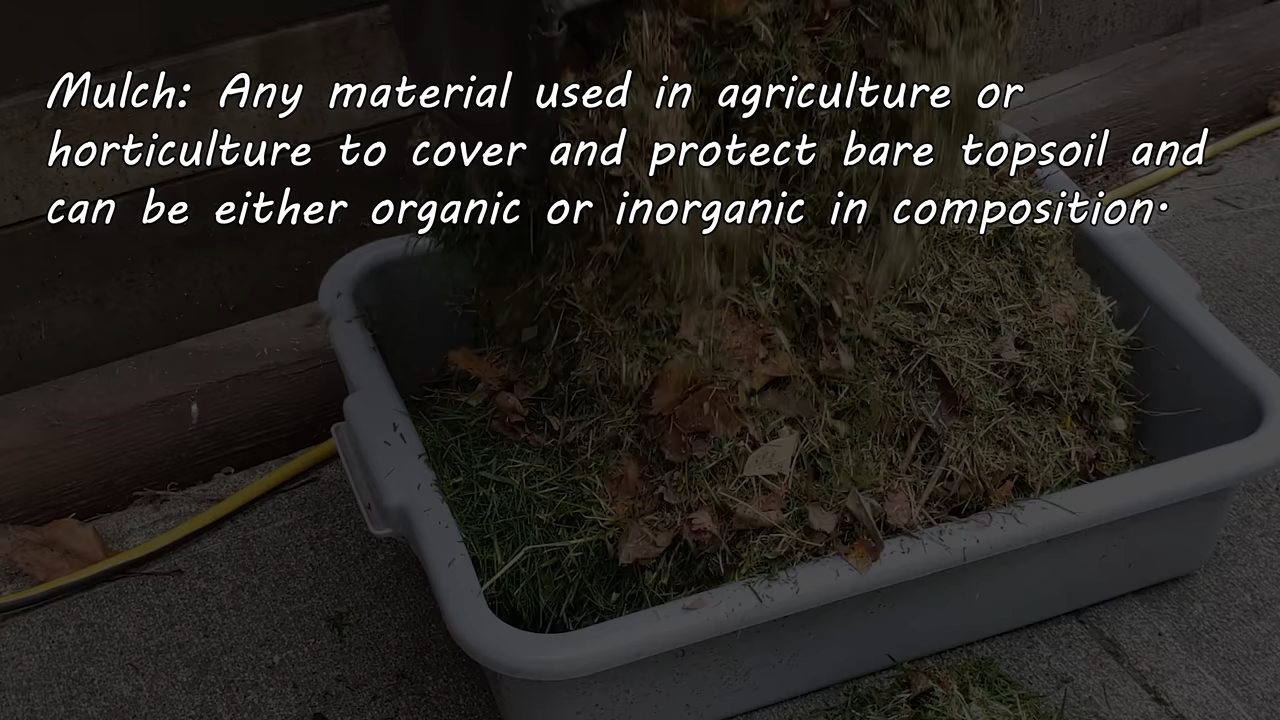 Mulch: Any material used in agriculture or
horticulture to cover and protect bare topsoil and
can be either organic or inorganic in composition.